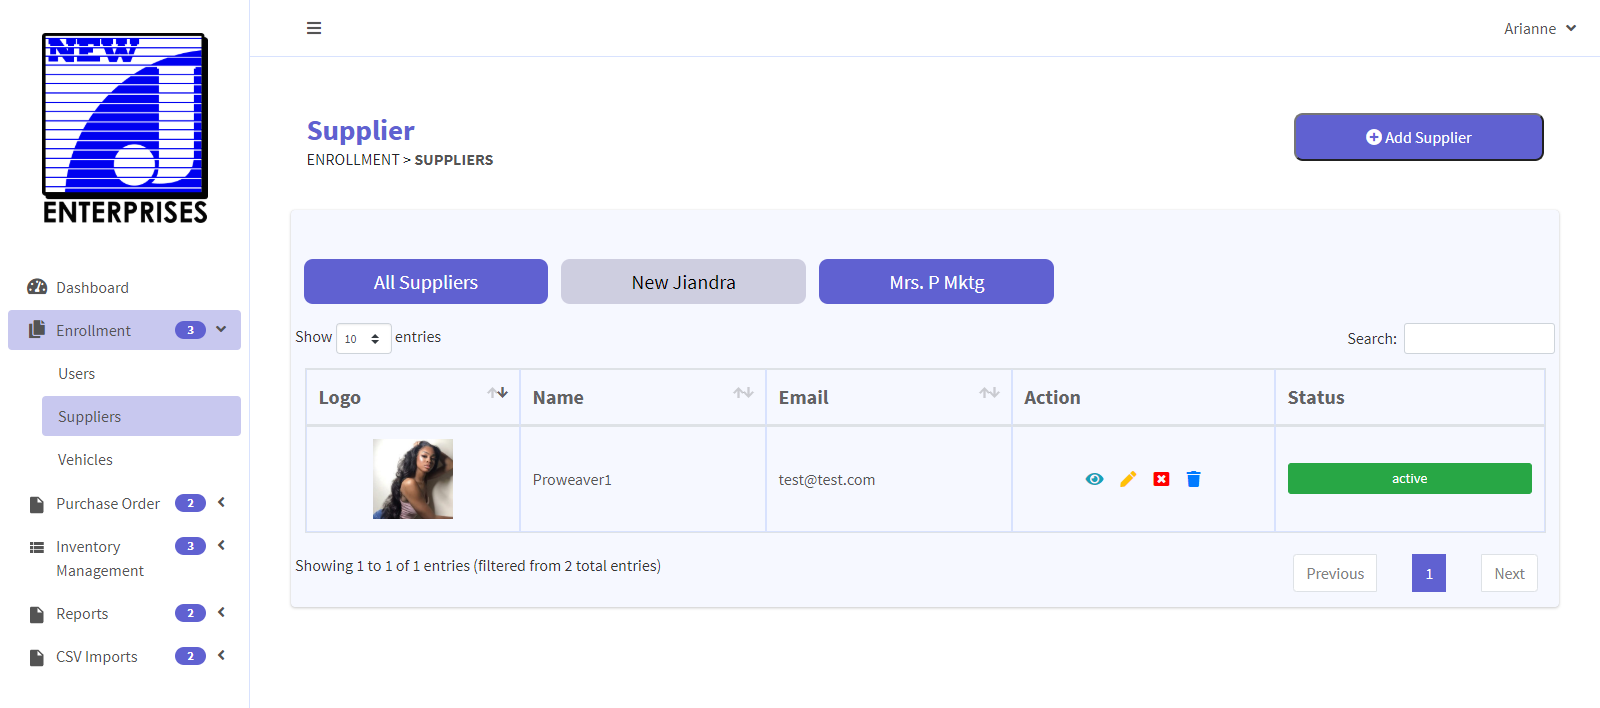 NEW
ENTERPRISES
Arianne
Supplier
ENROLLMENT > SUPPLIERS
Add Supplier
Dashboard
Enrollment 3
Users
Suppliers
Vehicles
Purchase Order 2
Inventory 3
Management
Reports 2
CSV Imports 2
All Suppliers New Jiandra Mrs. P Mktg
Show 10 entries Search:
Logo Name Email Action Status
Proweaver1 test@test.com active
Showing 1 to 1 of 1 entries (filtered from 2 total entries)
Previous 1 Next